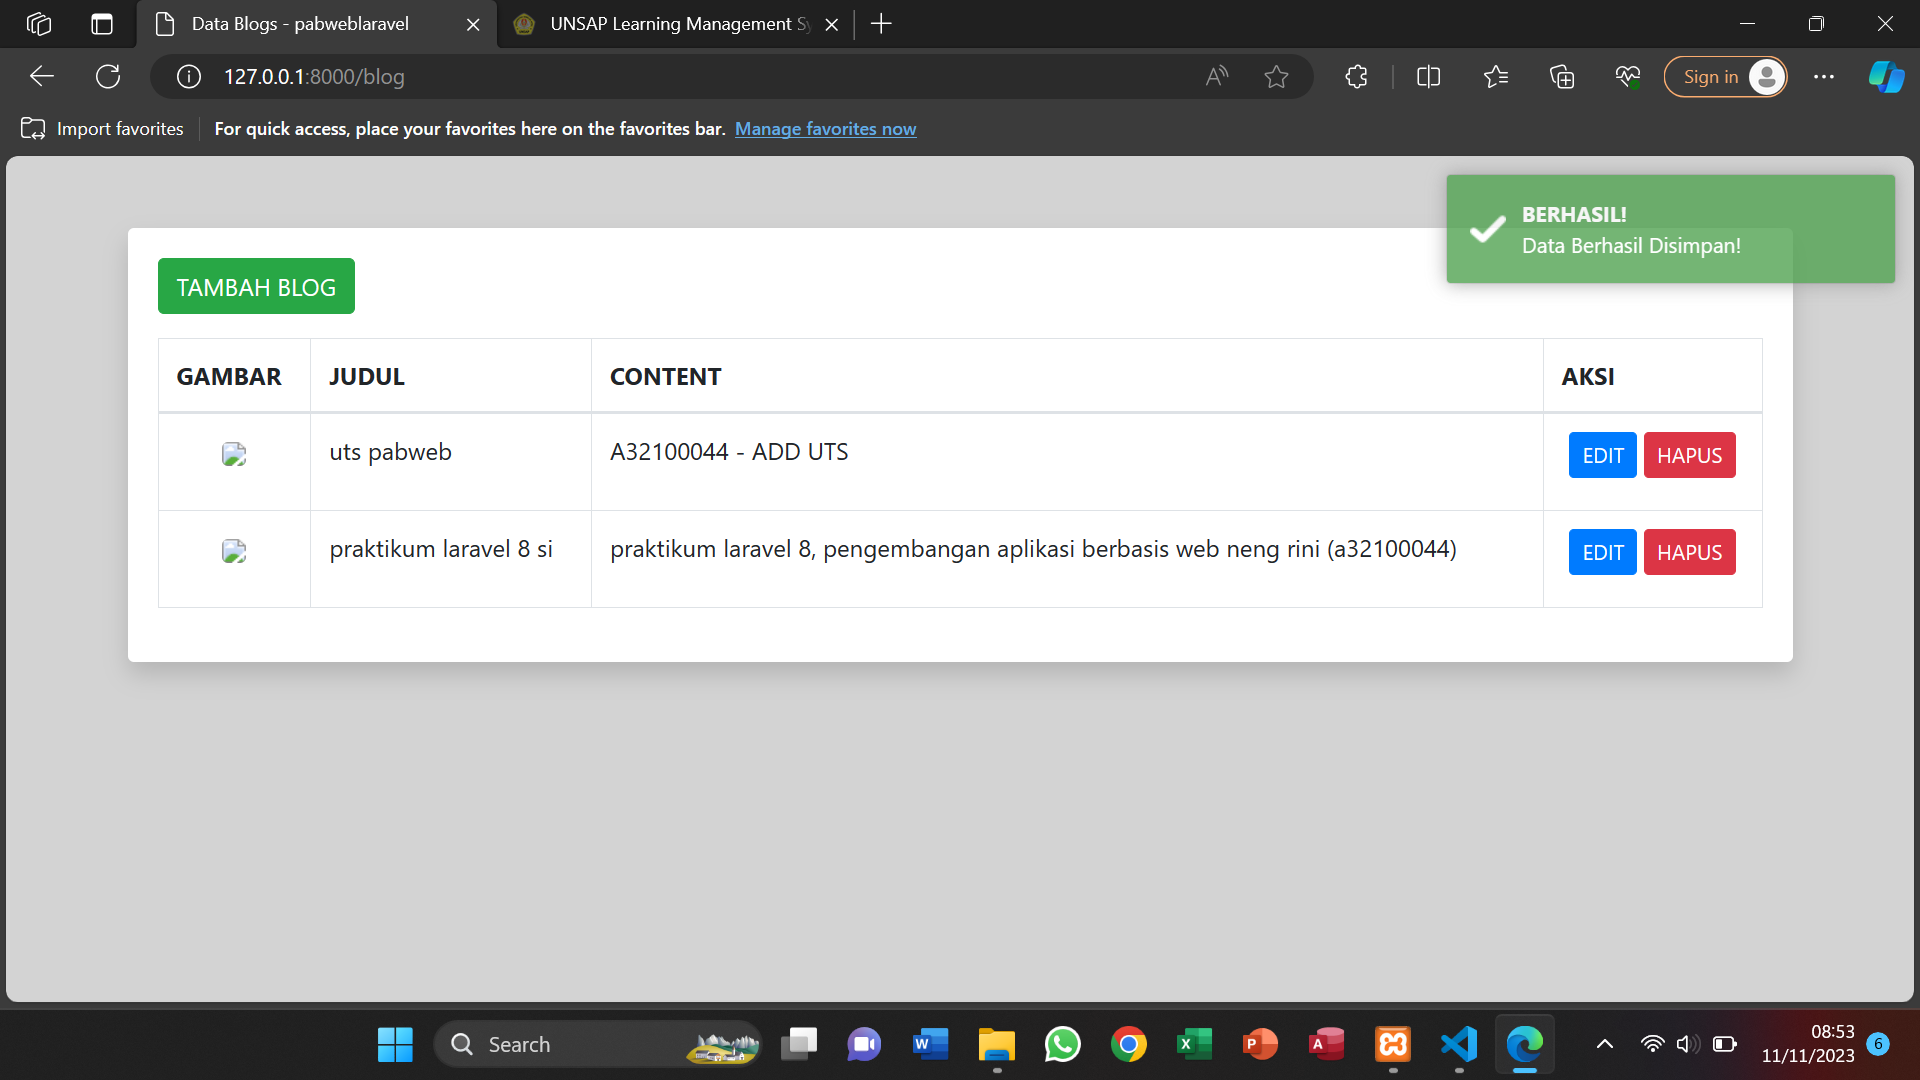 Data Blogs - pabweblaravel
UNSAP Learning Management Sy
127.0.0.1:8000/blog
Sign in
Import favorites
For quick access, place your favorites here on the favorites bar. Manage favorites now
BERHASIL!
Data Berhasil Disimpan!
TAMBAH BLOG
GAMBAR JUDUL CONTENT AKSI
uts pabweb A32100044 - ADD UTS EDIT HAPUS
praktikum laravel 8 si praktikum laravel 8, pengembangan aplikasi berbasis web neng rini (a32100044) EDIT HAPUS
Search
08:53
11/11/2023
6